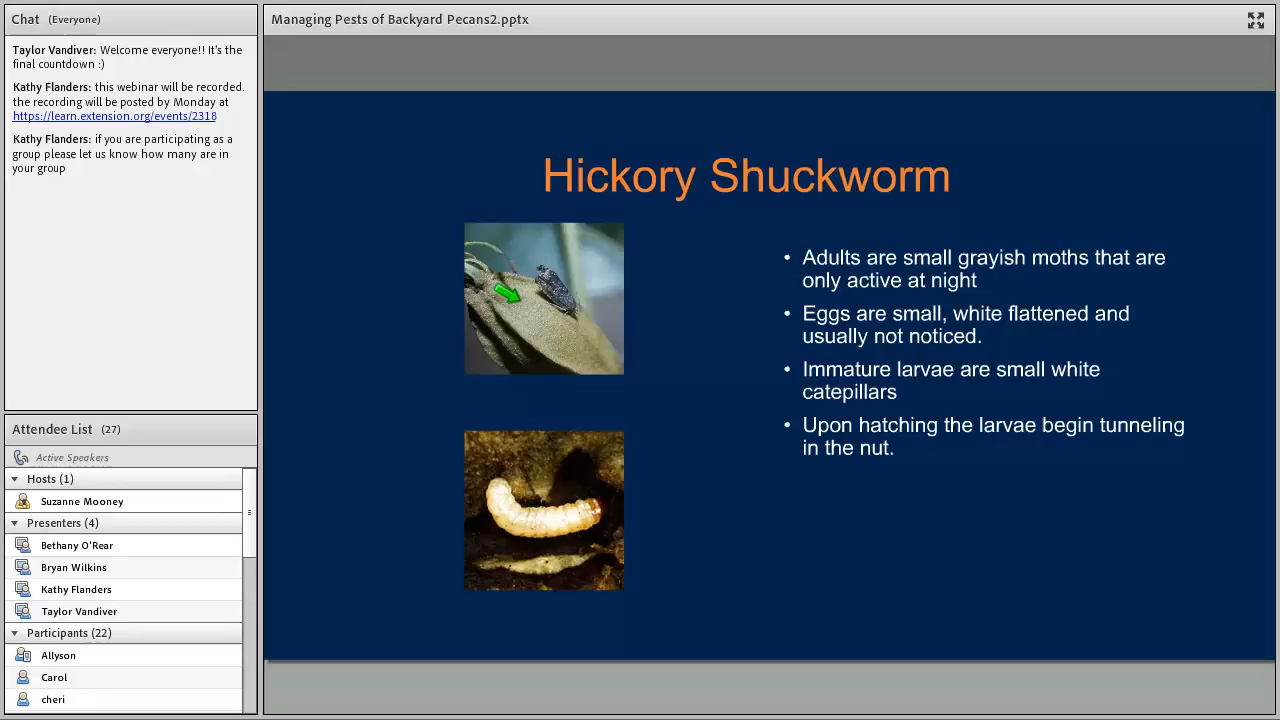 Chat (Everyone)
Taylor Vandiver: Welcome everyone!! It's the
final countdown :)
Kathy Flanders: this webinar will be recorded.
the recording will be posted by Monday at
https://learn.extension.org/events/2318
Kathy Flanders: if you are participating as a
group please let us know how many are in
your group
Attendee List (27)
Active Speakers
Hosts (1)
Suzanne Mooney
Presenters (4)
Bethany O'Rear
Bryan Wilkins
Kathy Flanders
Taylor Vandiver
Participants (22)
Allyson
Carol
cheri
Managing Pests of Backyard Pecans2.pptx
Hickory Shuckworm
• Adults are small grayish moths that are
only active at night
• Eggs are small, white flattened and
usually not noticed.
• Immature larvae are small white
catepillars
• Upon hatching the larvae begin tunneling
in the nut.